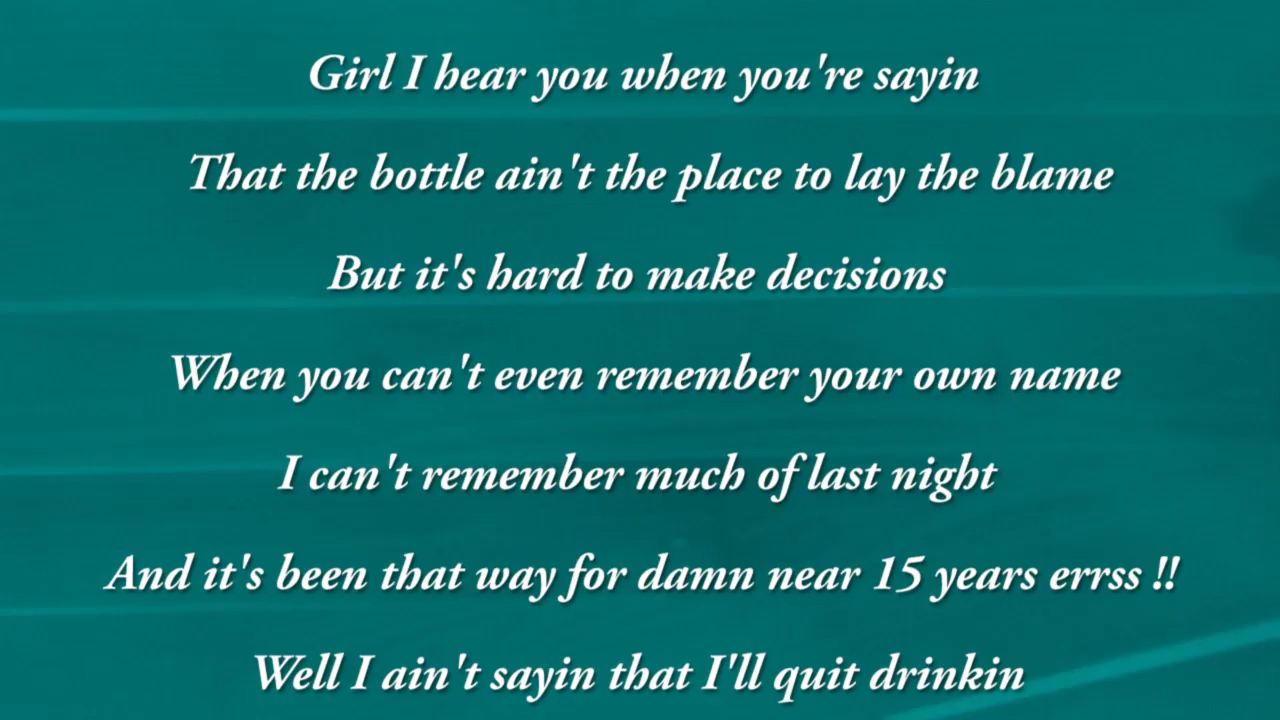 Girl I hear you when you're sayin
That the bottle ain't the place to lay the blame
But it's hard to make decisions
When you can't even remember your own name
I can't remember much of last night
And it's been that way for damn near 15 years errss !!
Well I ain't sayin that I'll quit drinkin